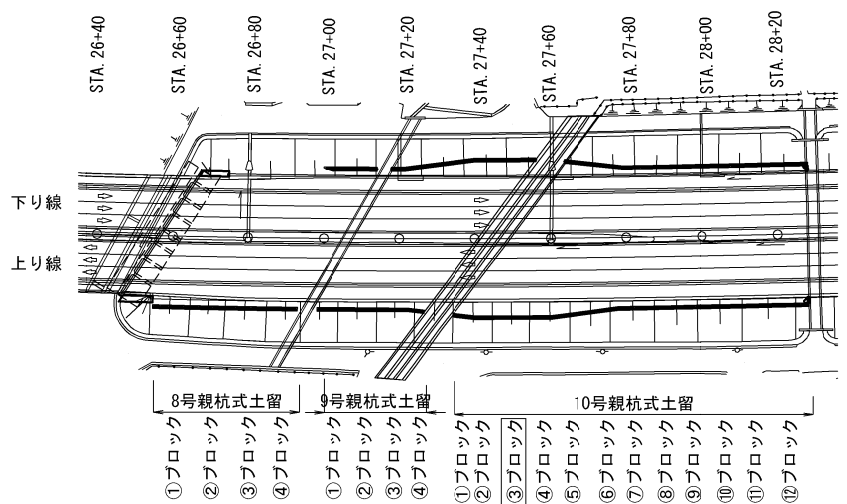 STA. 26+40
STA. 26+60
STA. 26+80
STA. 27+00
STA. 27+20
STA. 27+40
STA. 27+60
STA. 27+80
STA. 28+00
STA. 28+20
下り線
上り線
8号親杭式土留
9号親杭式土留
10号親杭式土留
①ブロック
②ブロック
③ブロック
④ブロック
①ブロック
②ブロック
③ブロック
④ブロック
①ブロック
②ブロック
③ブロック
④ブロック
⑤ブロック
⑥ブロック
⑦ブロック
⑧ブロック
⑨ブロック
⑩ブロック
⑪ブロック
⑫ブロック